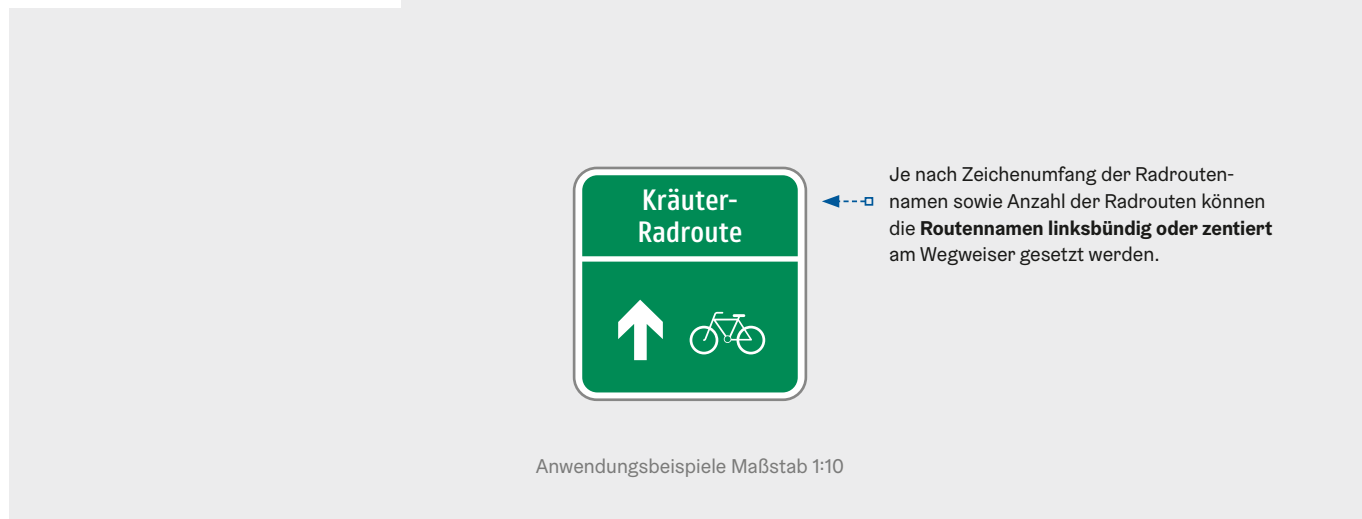 Kräuter-
Radroute
Je nach Zeichenumfang der Radrouten-
namen sowie Anzahl der Radrouten können
die Routennamen linksbündig oder zentiert
am Wegweiser gesetzt werden.
Anwendungsbeispiele Maßstab 1:10